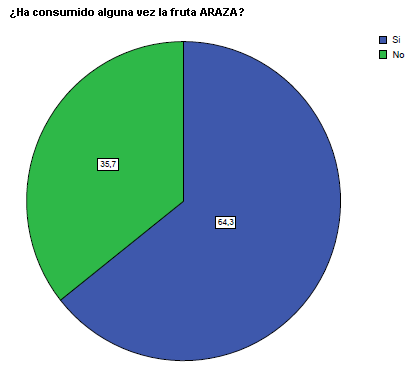 ¿Ha consumido alguna vez la fruta ARAZA?
Si
No
35,7
64,3